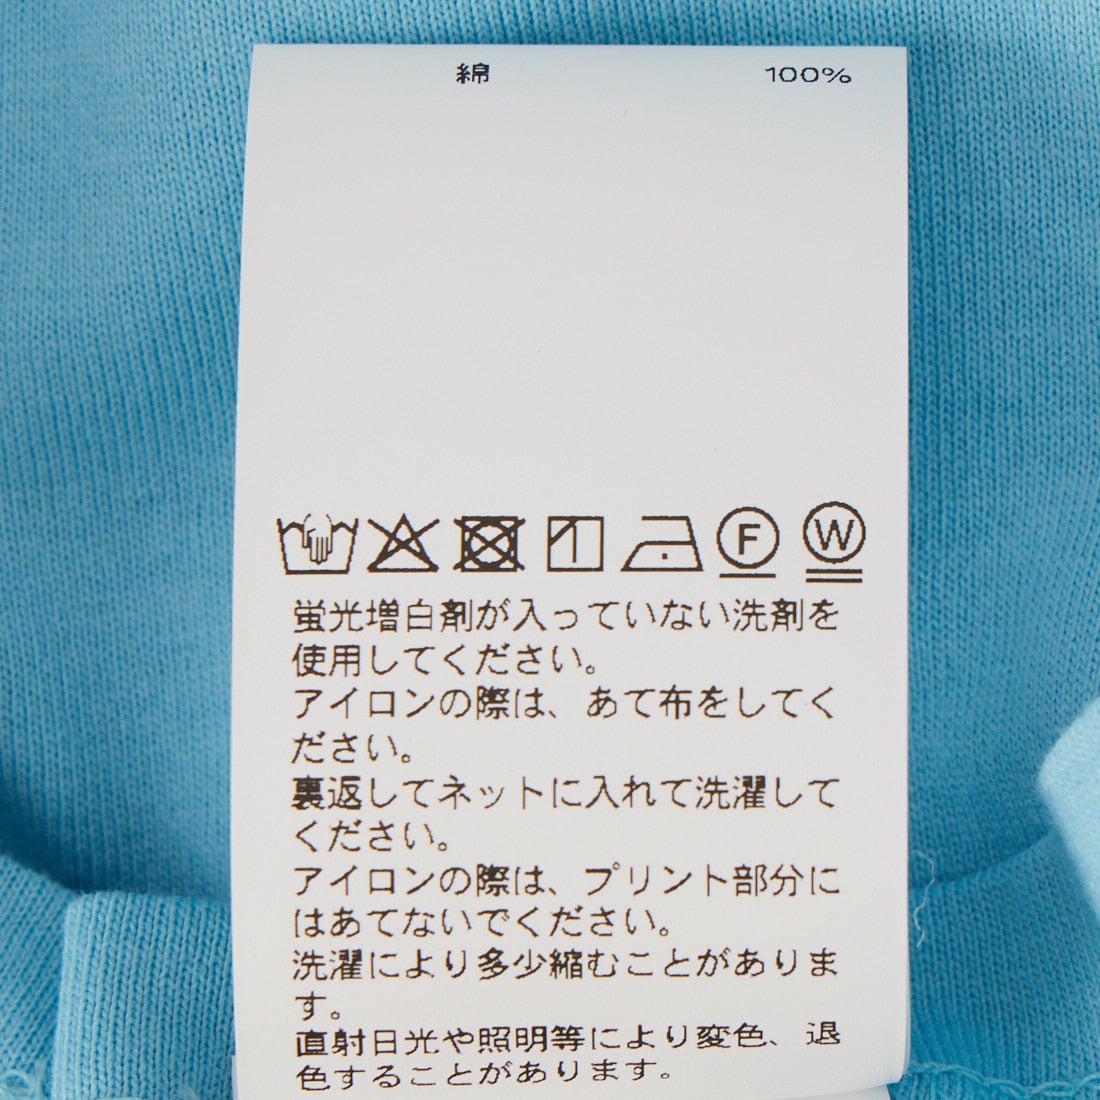 綿 100%
F W
蛍光増白剤が入っていない洗剤を
使用してください。
アイロンの際は、あて布をしてく
ださい。
裏返してネットに入れて洗濯して
ください。
アイロンの際は、プリント部分に
はあてないでください。
洗濯により多少縮むことがありま
す。
直射日光や照明等により変色、退
色することがあります。